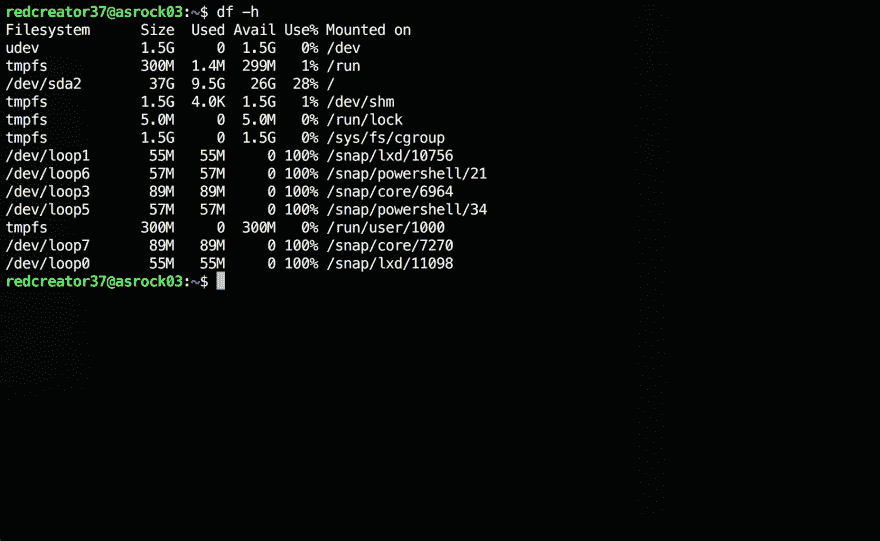 redcreator37@asrock03:~$ df -h
Filesystem      Size  Used Avail Use% Mounted on
udev            1.5G     0  1.5G   0% /dev
tmpfs           300M  1.4M  299M   1% /run
/dev/sda2        37G  9.5G   26G  28% /
tmpfs           1.5G  4.0K  1.5G   1% /dev/shm
tmpfs           5.0M     0  5.0M   0% /run/lock
tmpfs           1.5G     0  1.5G   0% /sys/fs/cgroup
/dev/loop1       55M   55M     0 100% /snap/lxd/10756
/dev/loop6       57M   57M     0 100% /snap/powershell/21
/dev/loop3       89M   89M     0 100% /snap/core/6964
/dev/loop5       57M   57M     0 100% /snap/powershell/34
tmpfs           300M     0  300M   0% /run/user/1000
/dev/loop7       89M   89M     0 100% /snap/core/7270
/dev/loop0       55M   55M     0 100% /snap/lxd/11098
redcreator37@asrock03:~$